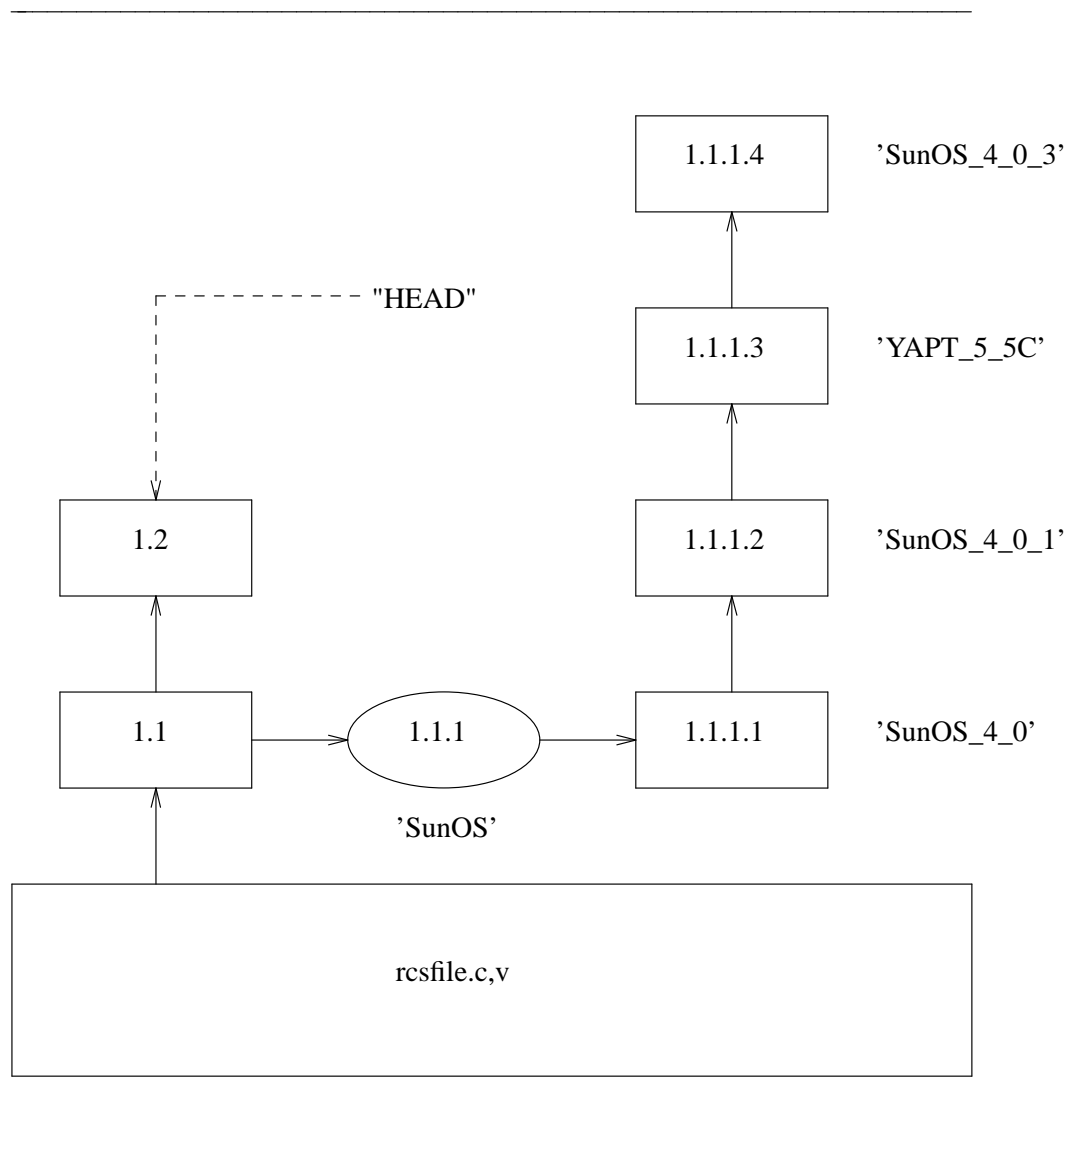 1.1.1.4 ’SunOS_4_0_3’
"HEAD"
1.1.1.3 ’YAPT_5_5C’
1.2 1.1.1.2 ’SunOS_4_0_1’
1.1 1.1.1 1.1.1.1 ’SunOS_4_0’
’SunOS’
rcsfile.c,v